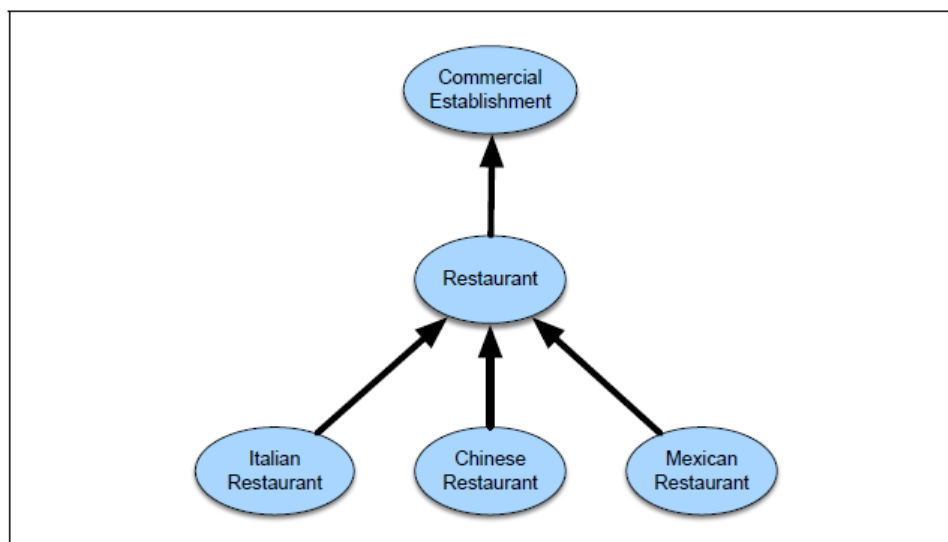 Commercial
Establishment
Restaurant
Italian
Restaurant
Chinese
Restaurant
Mexican
Restaurant